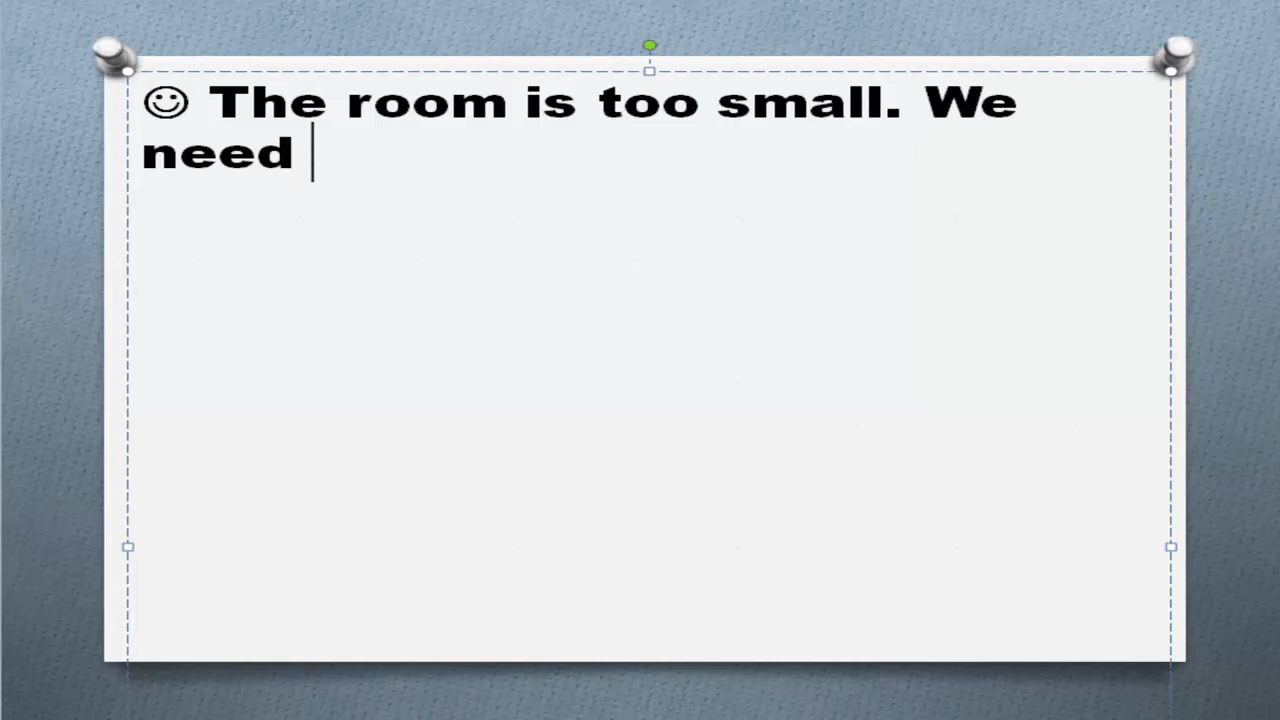 ☺ The room is too small. We
need